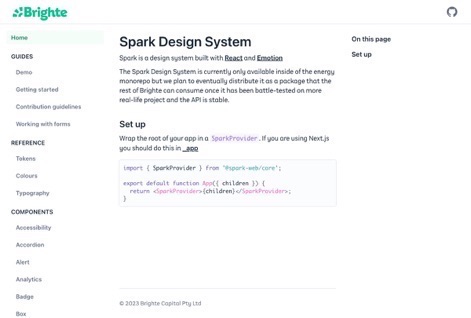 Brighte
Home
GUIDES
Demo
Getting started
Contribution guidelines
Working with forms
REFERENCE
Tokens
Colours
Typography
COMPONENTS
Accessibility
Accordion
Alert
Analytics
Badge
Box
Spark Design System
Spark is a design system built with React and Emotion
The Spark Design System is currently only available inside of the energy
monorepo but we plan to eventually distribute it as a package that the
rest of Brighte can consume once it has been battle-tested on more
real-life project and the API is stable.
Set up
Wrap the root of your app in a SparkProvider. If you are using Next.js
you should do this in _app
import { SparkProvider } from '@spark-web/core';
export default function App({ children }) {
return <SparkProvider>{children}</SparkProvider>;
}
© 2023 Brighte Capital Pty Ltd
On this page
Set up